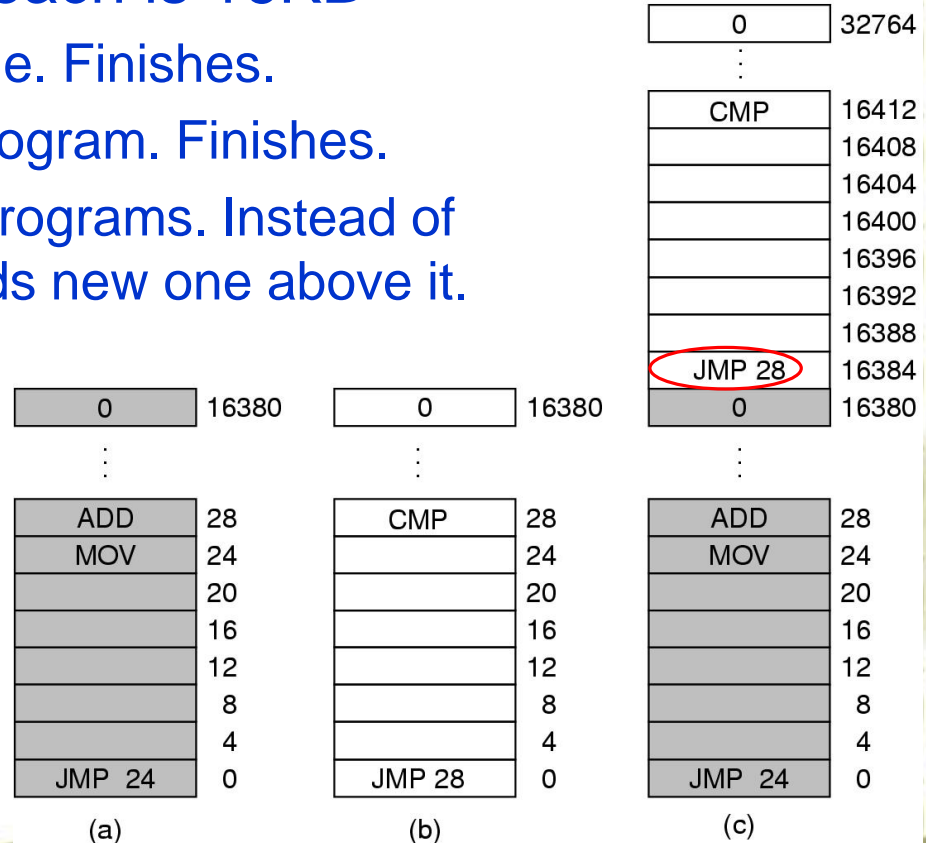 each is 16KB
e. Finishes.
ogram. Finishes.
rograms. Instead of
ds new one above it.
0 32764
CMP 16412
16408
16404
16400
16396
16392
16388
JMP 28 16384
0 16380
0 16380
ADD 28
MOV 24
20
16
12
8
4
JMP 24 0
(a)
0 16380
CMP 28
24
20
16
12
8
4
JMP 28 0
(b)
ADD 28
MOV 24
20
16
12
8
4
JMP 24 0
(c)